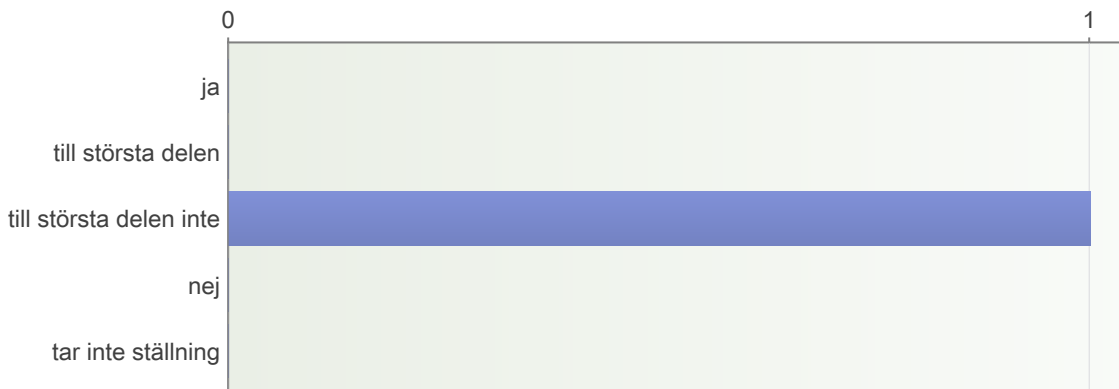 0 1
ja
till största delen
till största delen inte
nej
tar inte ställning